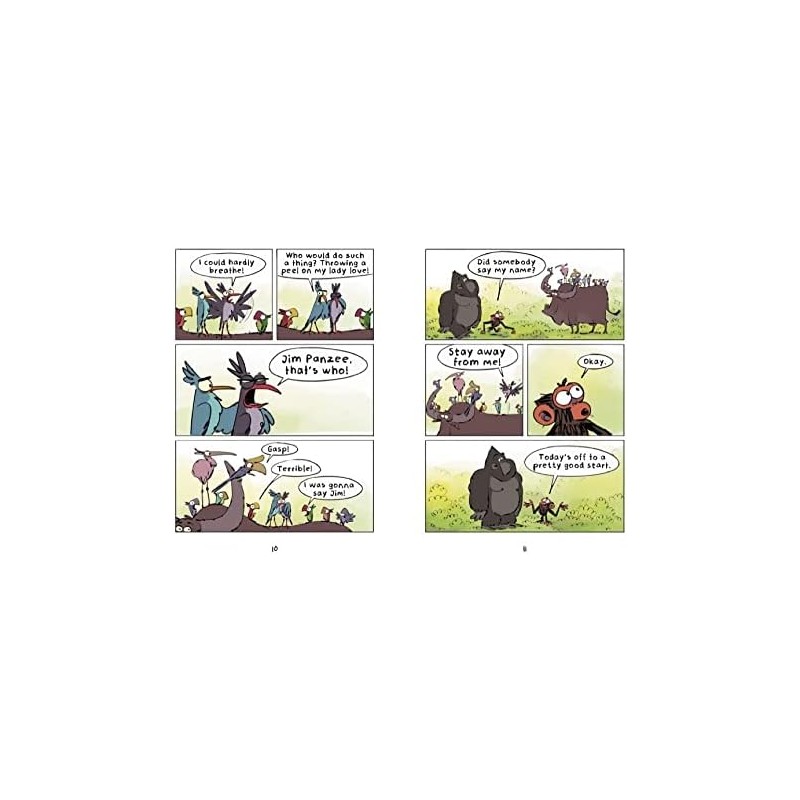 I could hardly
breathe!
Who would do such
a thing? Throwing a
peel on my lady love!
Jim Panzee,
that's who!
Gasp!
Terrible!
I was gonna
say Jim!
10
Did somebody
say my name?
Stay away
from me!
Okay.
Today's off to a
pretty good start.
11